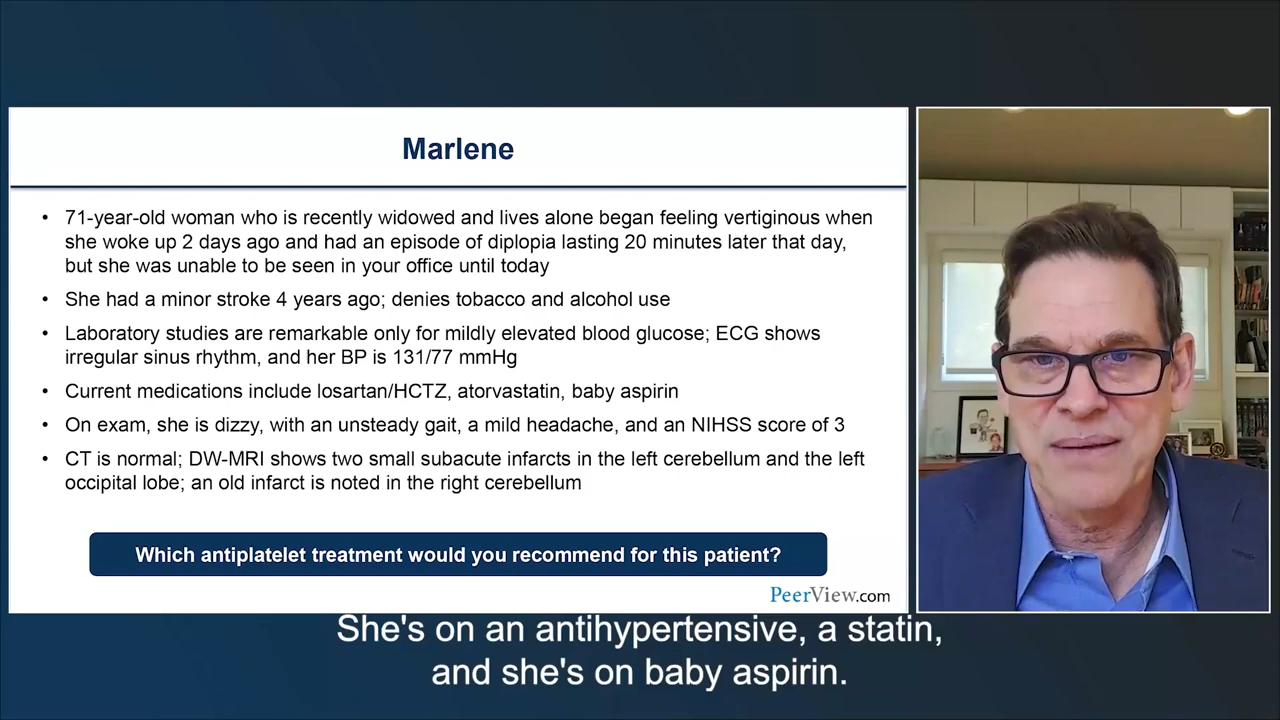 Marlene
• 71-year-old woman who is recently widowed and lives alone began feeling vertiginous when
she woke up 2 days ago and had an episode of diplopia lasting 20 minutes later that day,
but she was unable to be seen in your office until today
• She had a minor stroke 4 years ago; denies tobacco and alcohol use
• Laboratory studies are remarkable only for mildly elevated blood glucose; ECG shows
irregular sinus rhythm, and her BP is 131/77 mmHg
• Current medications include losartan/HCTZ, atorvastatin, baby aspirin
• On exam, she is dizzy, with an unsteady gait, a mild headache, and an NIHSS score of 3
• CT is normal; DW-MRI shows two small subacute infarcts in the left cerebellum and the left
occipital lobe; an old infarct is noted in the right cerebellum
Which antiplatelet treatment would you recommend for this patient?
PeerView.com
She's on an antihypertensive, a statin,
and she's on baby aspirin.